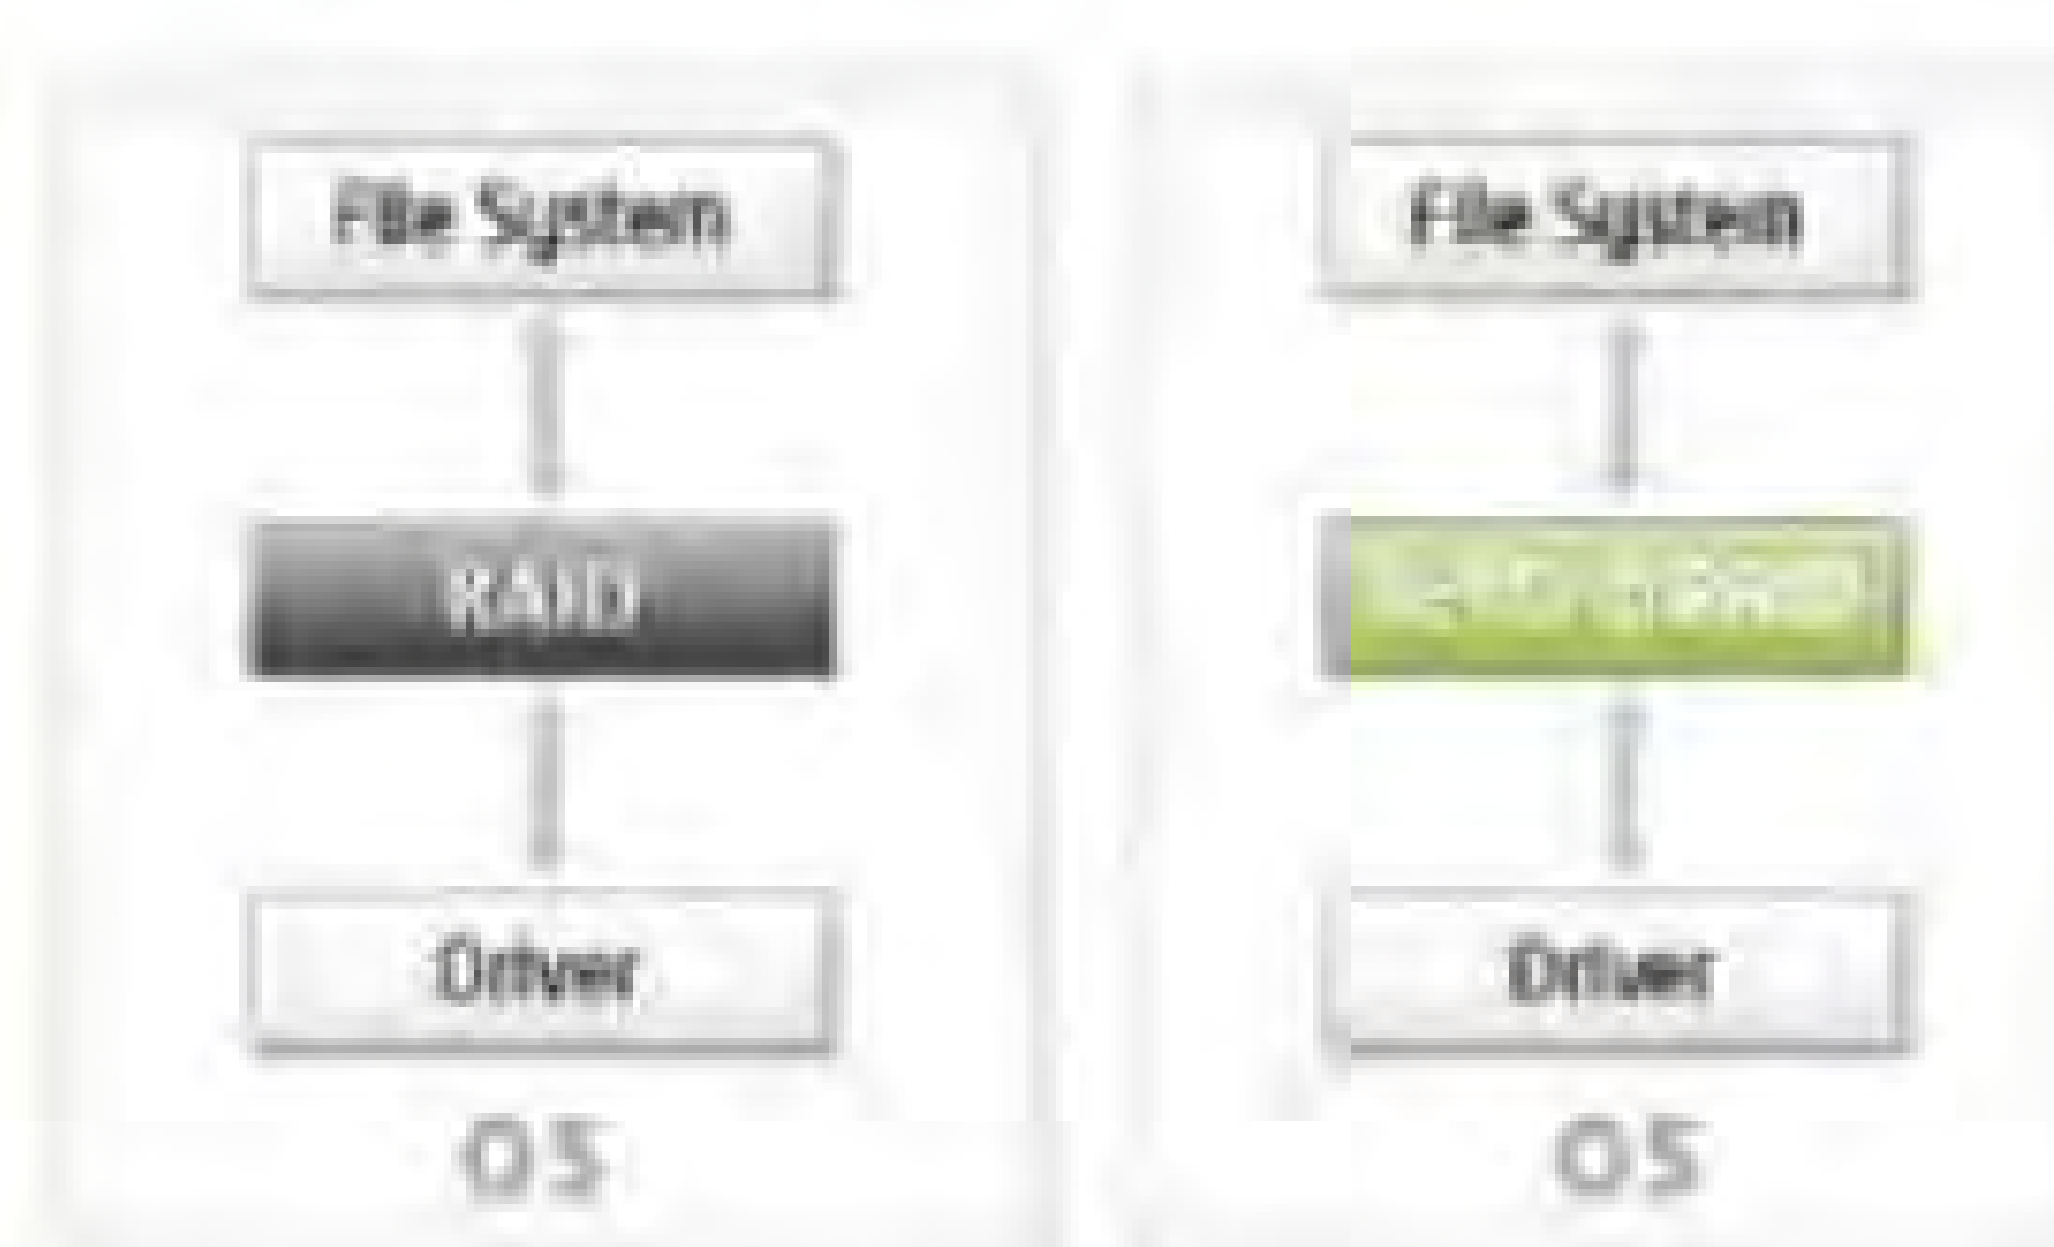 File System
RAID
Driver
OS
File System
Driver
OS